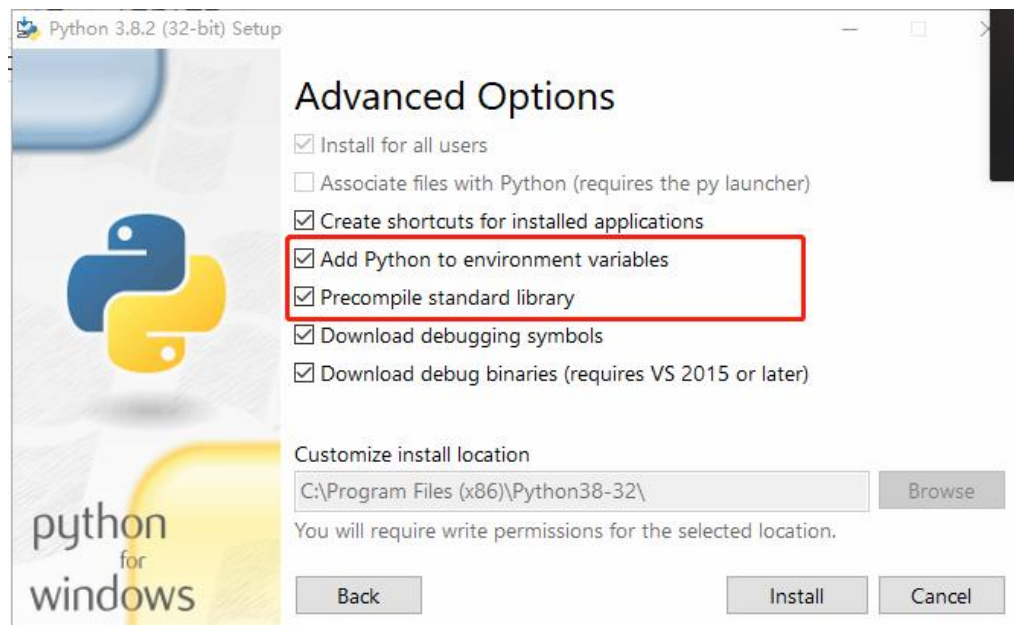 Python 3.8.2 (32-bit) Setup
Advanced Options
Install for all users
Associate files with Python (requires the py launcher)
Create shortcuts for installed applications
Add Python to environment variables
Precompile standard library
Download debugging symbols
Download debug binaries (requires VS 2015 or later)
Customize install location
C:\Program Files (x86)\Python38-32\
Browse
You will require write permissions for the selected location.
python
for
windows
Back
Install
Cancel